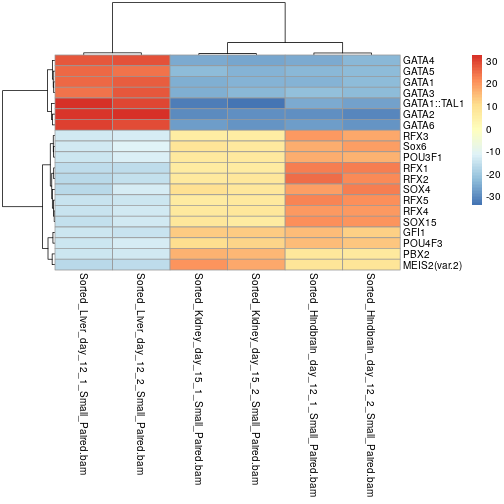 GATA4
GATA5
GATA1
GATA3
GATA1::TAL1
GATA2
GATA6
RFX3
Sox6
POU3F1
RFX1
RFX2
SOX4
RFX5
RFX4
SOX15
GFI1
POU4F3
PBX2
MEIS2(var.2)
30
20
10
0
-10
-20
-30
Sorted_Liver_day_12_1_Small_Paired.bam
Sorted_Liver_day_12_2_Small_Paired.bam
Sorted_Kidney_day_15_1_Small_Paired.bam
Sorted_Kidney_day_15_2_Small_Paired.bam
Sorted_Hindbrain_day_12_1_Small_Paired.bam
Sorted_Hindbrain_day_12_2_Small_Paired.bam